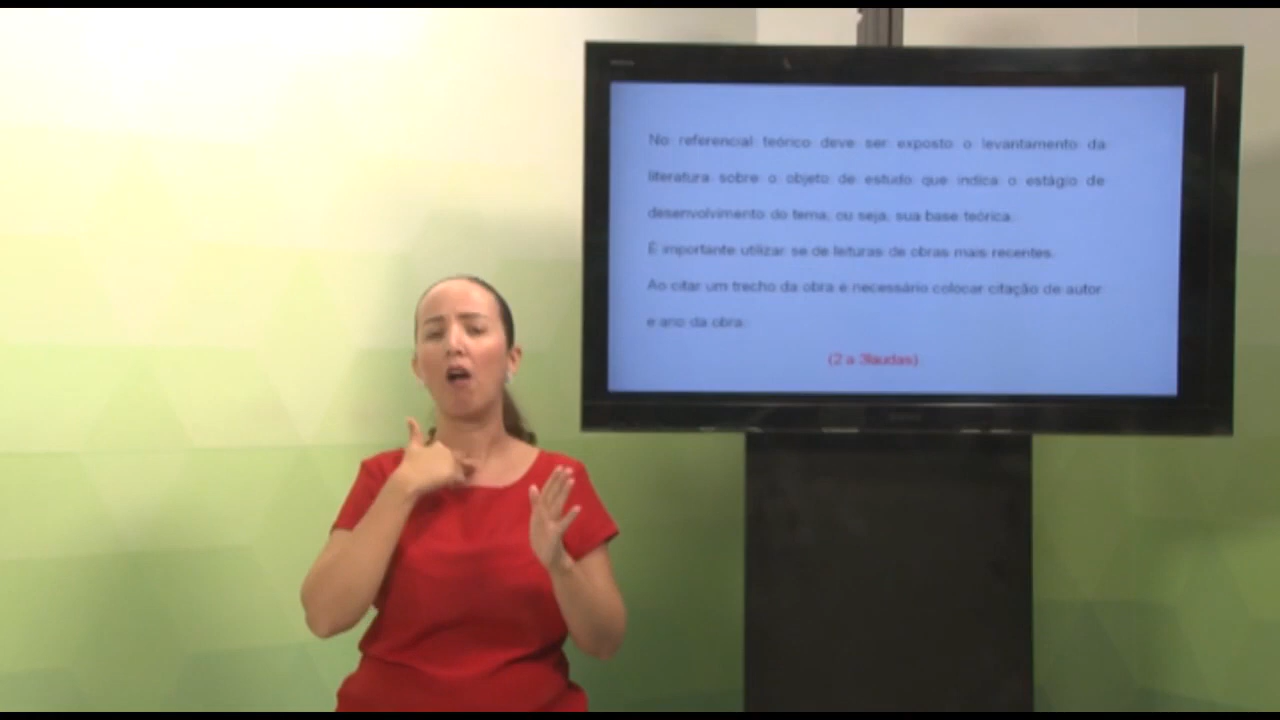 No referencial teórico deve ser exposto o levantamento da
literatura sobre o objeto de estudo que indica o estágio de
desenvolvimento do tema, ou seja, sua base teórica.
É importante utilizar se de leituras de obras mais recentes.
Ao citar um trecho da obra e necessário colocar citação de autor
e ano da obra.
(2 a 3laudas)